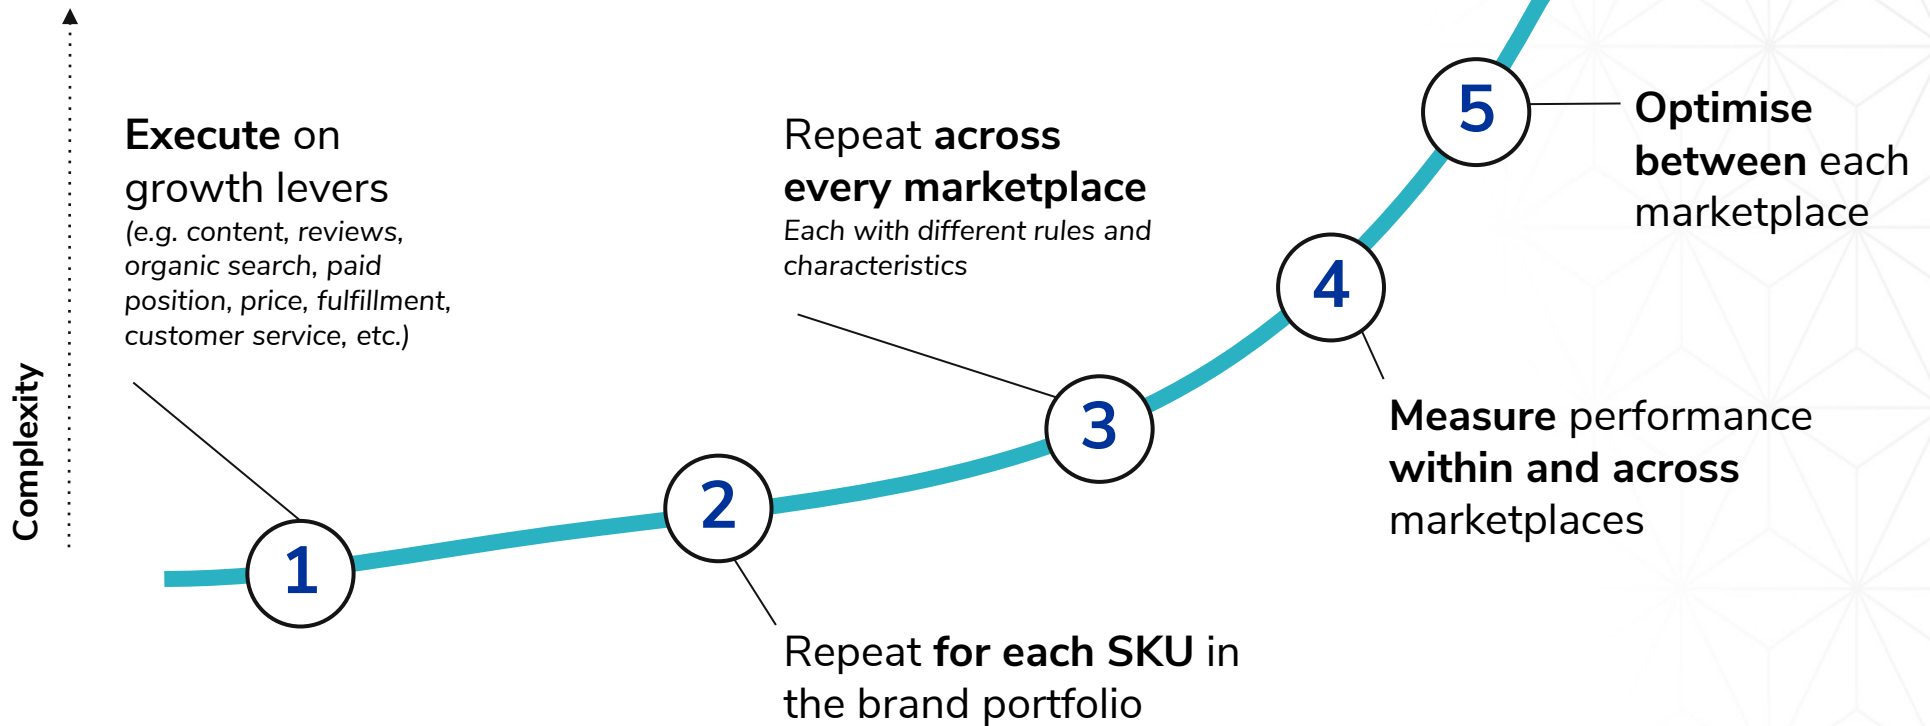 Complexity
Execute on
growth levers
(e.g. content, reviews,
organic search, paid
position, price, fulfillment,
customer service, etc.)
1
2
Repeat for each SKU in
the brand portfolio
Repeat across
every marketplace
Each with different rules and
characteristics
3
4
Measure performance
within and across
marketplaces
5
Optimise
between each
marketplace